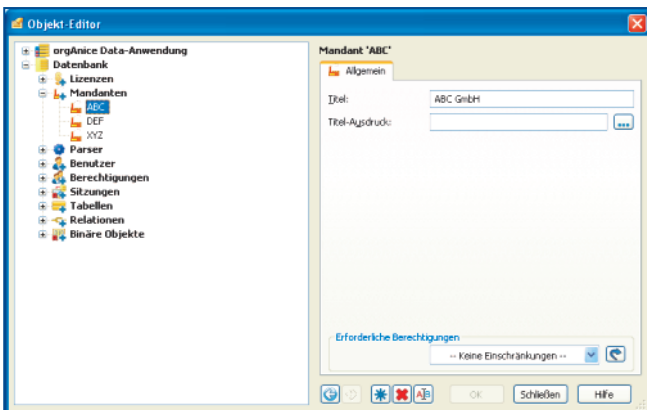 Objekt-Editor
orgAnice Data-Anwendung
Datenbank
Lizenzen
Mandanten
ABC
DEF
XYZ
Parser
Benutzer
Berechtigungen
Sitzungen
Tabellen
Relationen
Binäre Objekte
Mandant 'ABC'
Allgemein
Titel: ABC GmbH
Titel-Ausdruck: ...
Erforderliche Berechtigungen
-- Keine Einschränkungen --
OK Schließen Hilfe